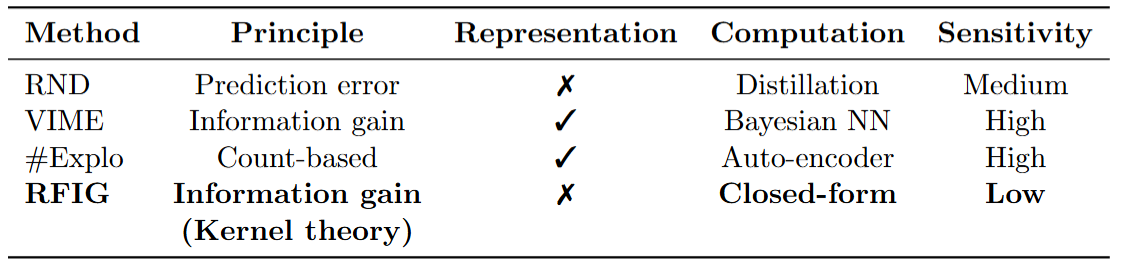 Method Principle Representation Computation Sensitivity
RND Prediction error ✗ Distillation Medium
VIME Information gain ✓ Bayesian NN High
#Explo Count-based ✓ Auto-encoder High
RFIG Information gain ✗ Closed-form Low
(Kernel theory)